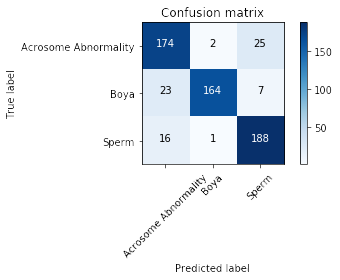 Confusion matrix
Acrosome Abnormality 174 2 25
Boya 23 164 7
Sperm 16 1 188
True label
Acrosome Abnormality
Boya
Sperm
Predicted label
150
100
50